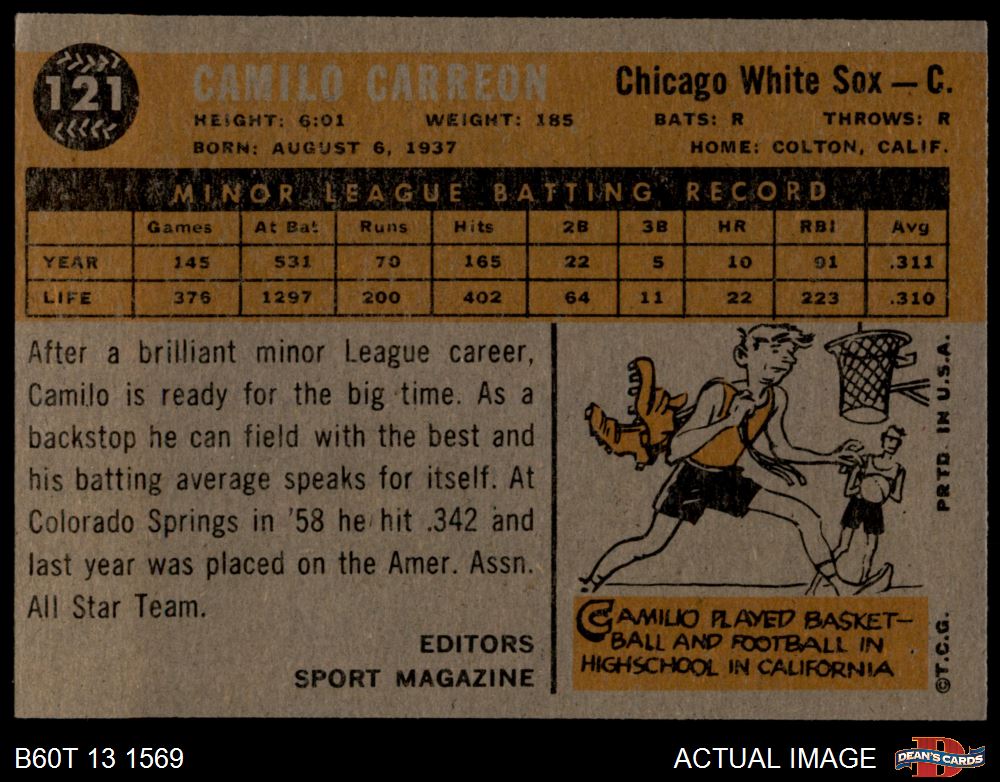 121
CAMILO CARREON
Chicago White Sox — C.
HEIGHT: 6:01 WEIGHT: 185 BATS: R THROWS: R
BORN: AUGUST 6, 1937 HOME: COLTON, CALIF.
MINOR LEAGUE BATTING RECORD
Games At Bat Runs Hits 2B 3B HR RBI Avg
YEAR 145 531 70 165 22 5 10 91 .311
LIFE 376 1297 200 402 64 11 22 223 .310
After a brilliant minor League career,
Camilo is ready for the big time. As a
backstop he can field with the best and
his batting average speaks for itself. At
Colorado Springs in '58 he hit .342 and
last year was placed on the Amer. Assn.
All Star Team.
EDITORS
SPORT MAGAZINE
CAMILIO PLAYED BASKET-
BALL AND FOOTBALL IN
HIGHSCHOOL IN CALIFORNIA
PRTD. IN U.S.A.
©T.C.G.
B60T 13 1569
ACTUAL IMAGE
D
DEAN'S CARDS